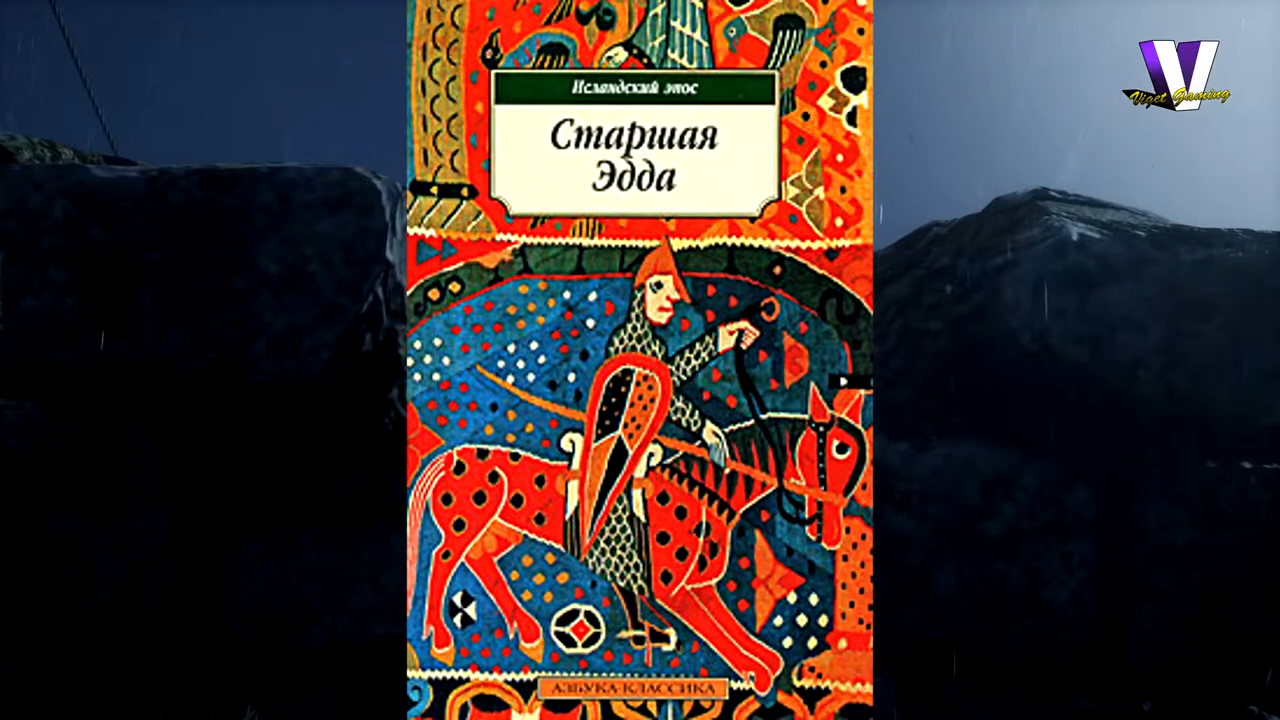 Viget Gaming
Исландский эпос
Старшая
Эдда
АЗБУКА-КЛАССИКА